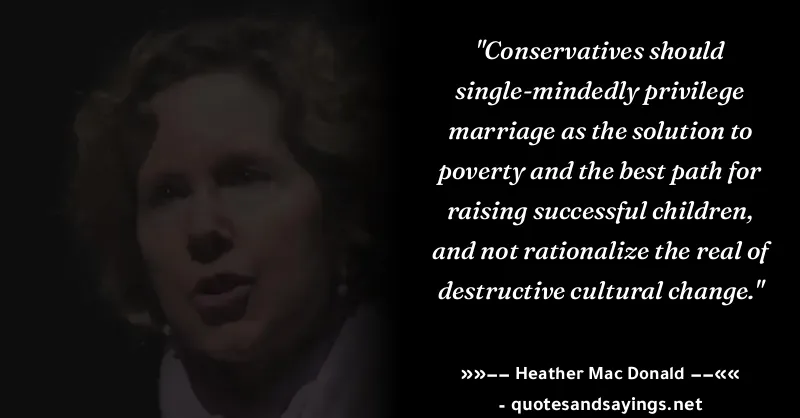 "Conservatives should
single-mindedly privilege
marriage as the solution to
poverty and the best path for
raising successful children,
and not rationalize the real of
destructive cultural change."
»»-- Heather Mac Donald --««
- quotesandsayings.net